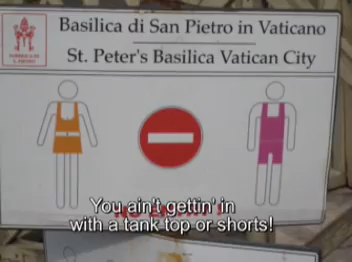 Basilica di San Pietro in Vaticano
St. Peter's Basilica Vatican City
You ain't gettin' in
with a tank top or shorts!